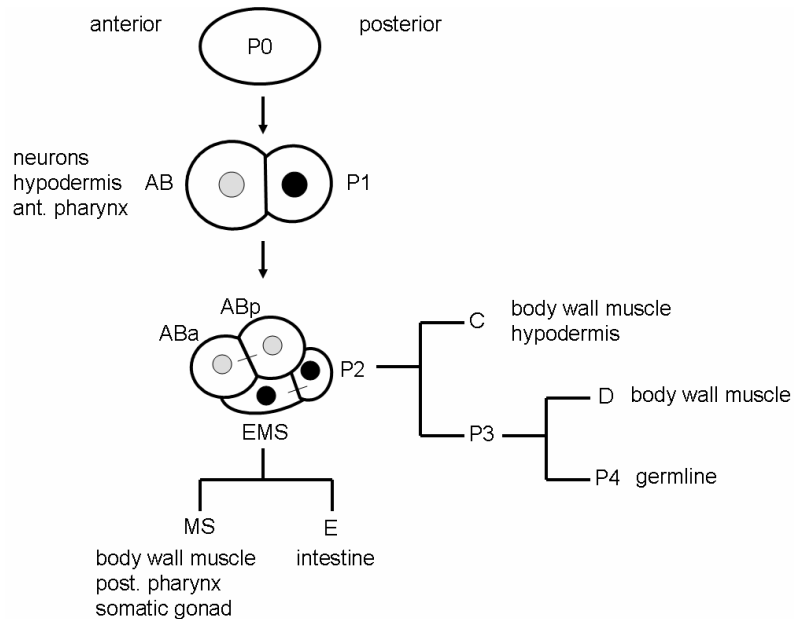 anterior
P0
posterior
neurons
hypodermis
ant. pharynx
AB
P1
ABp
ABa
P2
EMS
C
body wall muscle
hypodermis
D
body wall muscle
P3
P4
germline
MS
body wall muscle
post. pharynx
somatic gonad
E
intestine